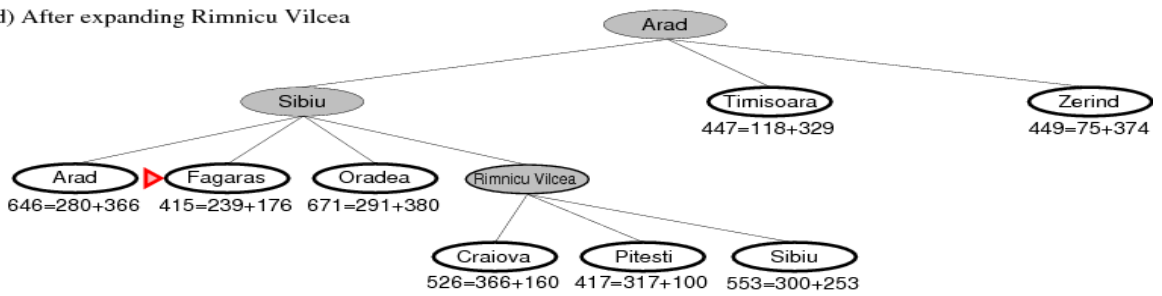 d) After expanding Rimnicu Vilcea
Arad
Sibiu
Timisoara
Zerind
447=118+329
449=75+374
Arad
Fagaras
Oradea
Rimnicu Vilcea
646=280+366
415=239+176
671=291+380
Craiova
Pitesti
Sibiu
526=366+160
417=317+100
553=300+253